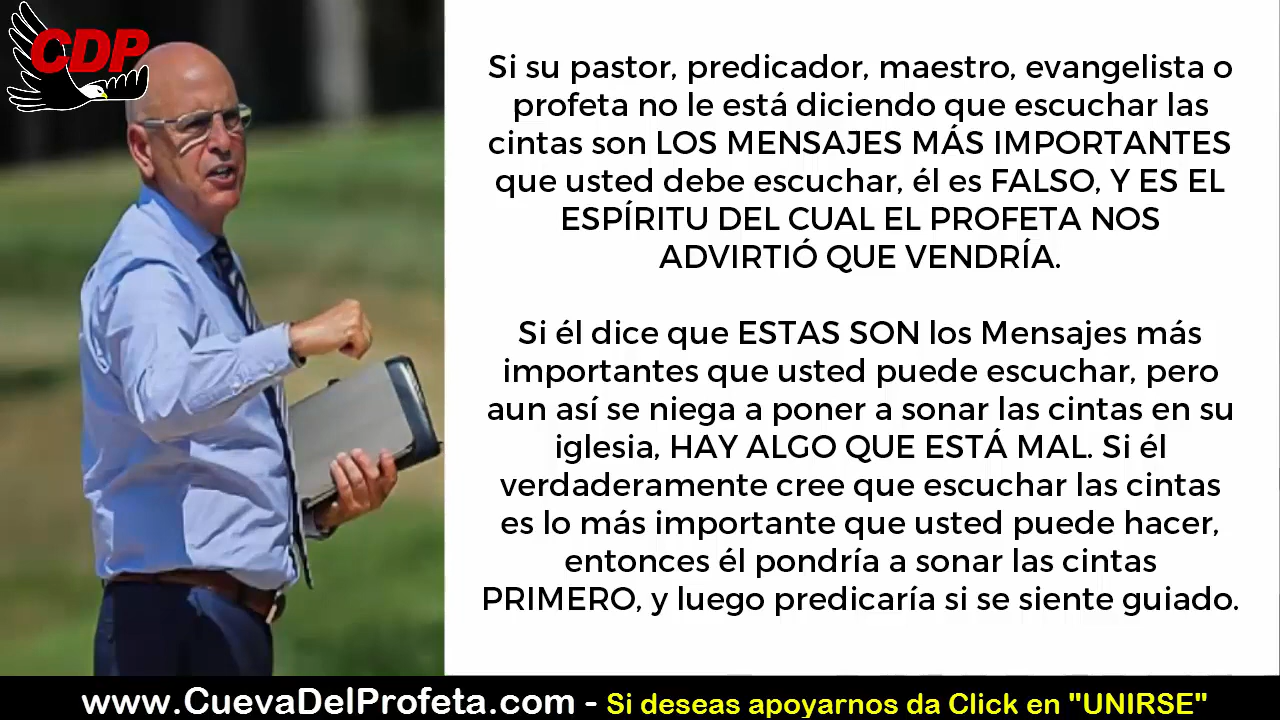 CDP
Si su pastor, predicador, maestro, evangelista o
profeta no le está diciendo que escuchar las
cintas son LOS MENSAJES MÁS IMPORTANTES
que usted debe escuchar, él es FALSO, Y ES EL
ESPÍRITU DEL CUAL EL PROFETA NOS
ADVIRTIÓ QUE VENDRÍA.
Si él dice que ESTAS SON los Mensajes más
importantes que usted puede escuchar, pero
aun así se niega a poner a sonar las cintas en su
iglesia, HAY ALGO QUE ESTÁ MAL. Si él
verdaderamente cree que escuchar las cintas
es lo más importante que usted puede hacer,
entonces él pondría a sonar las cintas
PRIMERO, y luego predicaría si se siente guiado.
www.CuevaDelProfeta.com - Si deseas apoyarnos da Click en "UNIRSE"